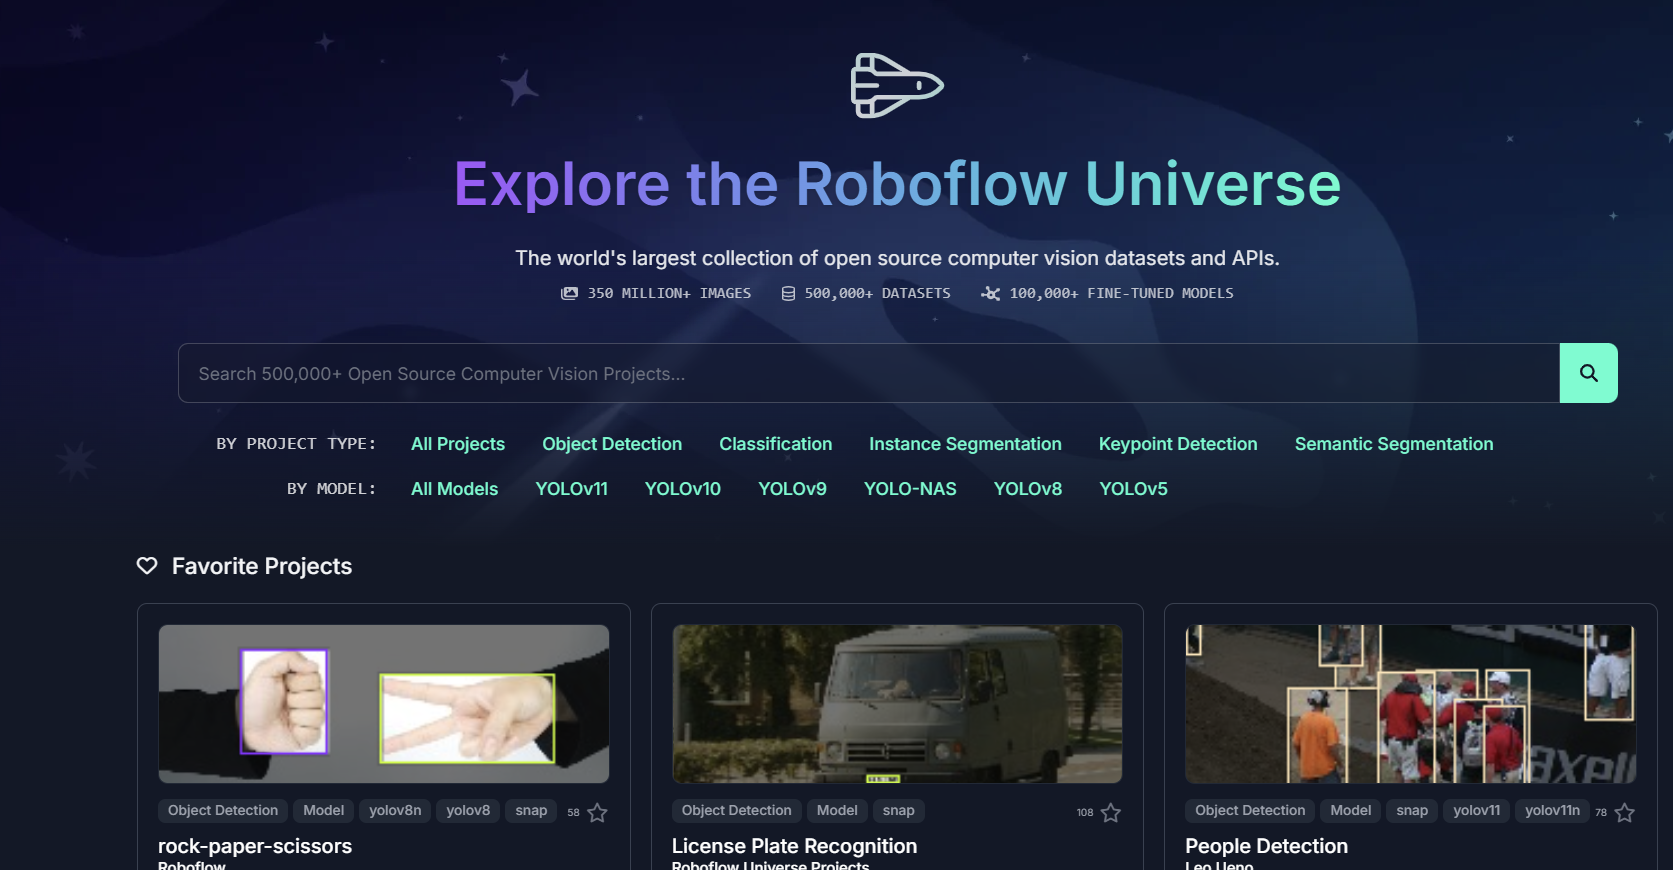 Explore the Roboflow Universe
The world's largest collection of open source computer vision datasets and APIs.
350 MILLION+ IMAGES 500,000+ DATASETS 100,000+ FINE-TUNED MODELS
Search 500,000+ Open Source Computer Vision Projects...
BY PROJECT TYPE: All Projects Object Detection Classification Instance Segmentation Keypoint Detection Semantic Segmentation
BY MODEL: All Models YOLOv11 YOLOv10 YOLOv9 YOLO-NAS YOLOv8 YOLOv5
Favorite Projects
Object Detection Model yolov8n yolov8 snap 58
rock-paper-scissors
Roboflow
Object Detection Model snap 108
License Plate Recognition
Roboflow Universe Projects
Object Detection Model snap yolov11 yolov11n 78
People Detection
Leo Ueno